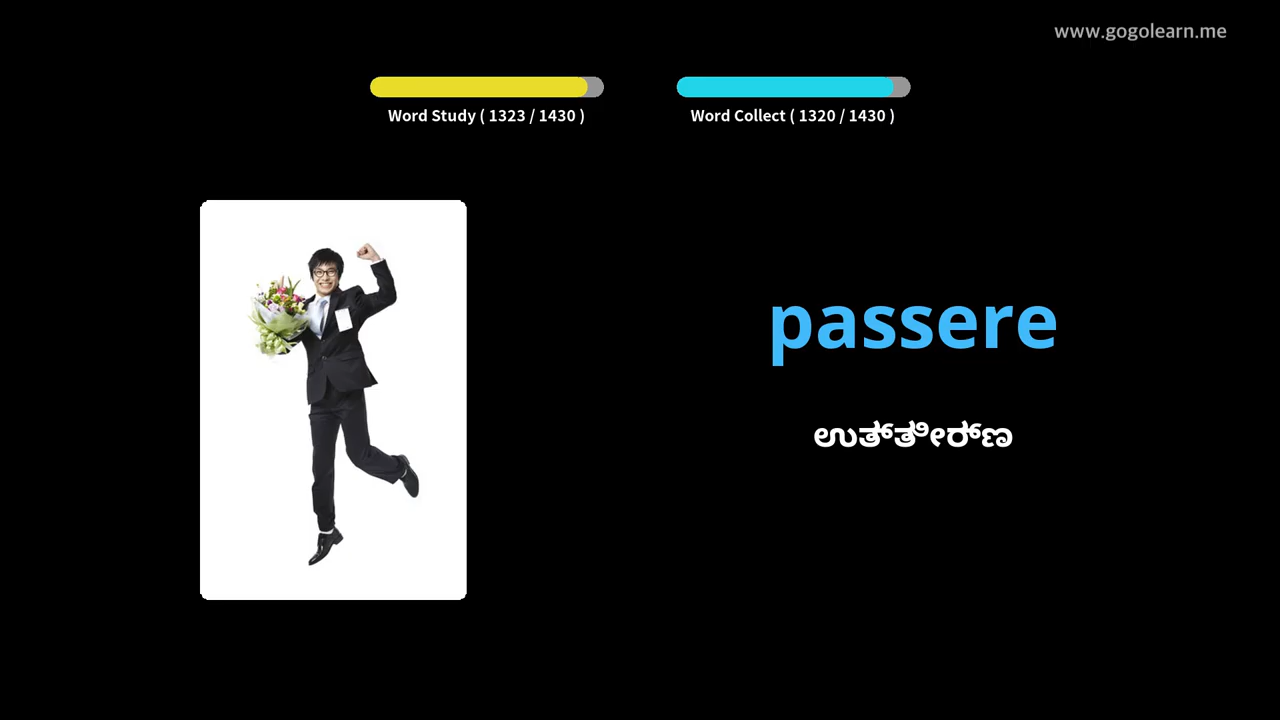 www.gogolearn.me
Word Study ( 1323 / 1430 )
Word Collect ( 1320 / 1430 )
passere
ಉತ್ತೀರ್ಣ